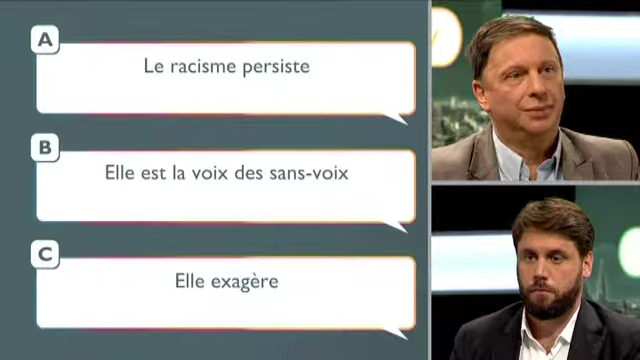 A
Le racisme persiste
B
Elle est la voix des sans-voix
C
Elle exagère